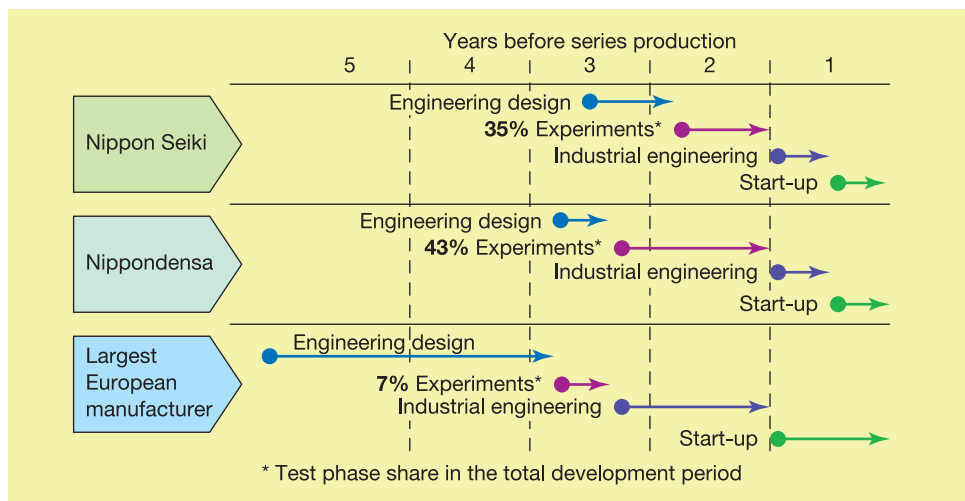 Years before series production
5 4 3 2 1
Nippon Seiki
Engineering design
35% Experiments*
Industrial engineering
Start-up
Nippondensa
Engineering design
43% Experiments*
Industrial engineering
Start-up
Largest
European
manufacturer
Engineering design
7% Experiments*
Industrial engineering
Start-up
* Test phase share in the total development period